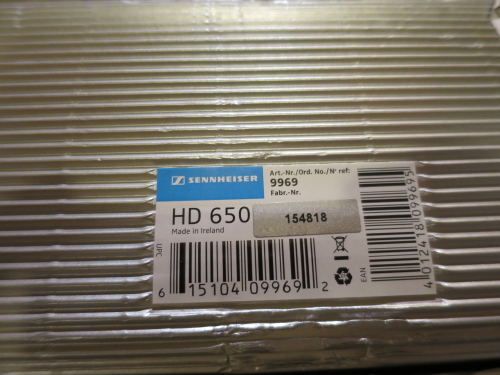 SENNHEISER
Art.-Nr./Ord. No./N° ref:
9969
Fabr.-Nr.
HD 650
154818
Made in Ireland
UPC
6 15104 09969 2
EAN
4 012418 099695